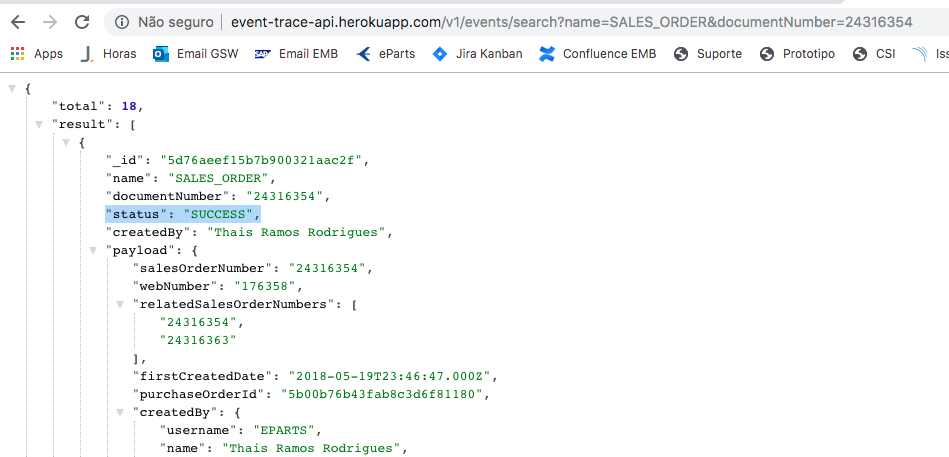 Não seguro | event-trace-api.herokuapp.com/v1/events/search?name=SALES_ORDER&documentNumber=24316354
Apps Horas Email GSW Email EMB eParts Jira Kanban Confluence EMB Suporte Prototipo CSI Iss
{
"total": 18,
"result": [
{
"_id": "5d76aeef15b7b900321aac2f",
"name": "SALES_ORDER",
"documentNumber": "24316354",
"status": "SUCCESS",
"createdBy": "Thais Ramos Rodrigues",
"payload": {
"salesOrderNumber": "24316354",
"webNumber": "176358",
"relatedSalesOrderNumbers": [
"24316354",
"24316363"
],
"firstCreatedDate": "2018-05-19T23:46:47.000Z",
"purchaseOrderId": "5b00b76b43fab8c3d6f81180",
"createdBy": {
"username": "EPARTS",
"name": "Thais Ramos Rodrigues",